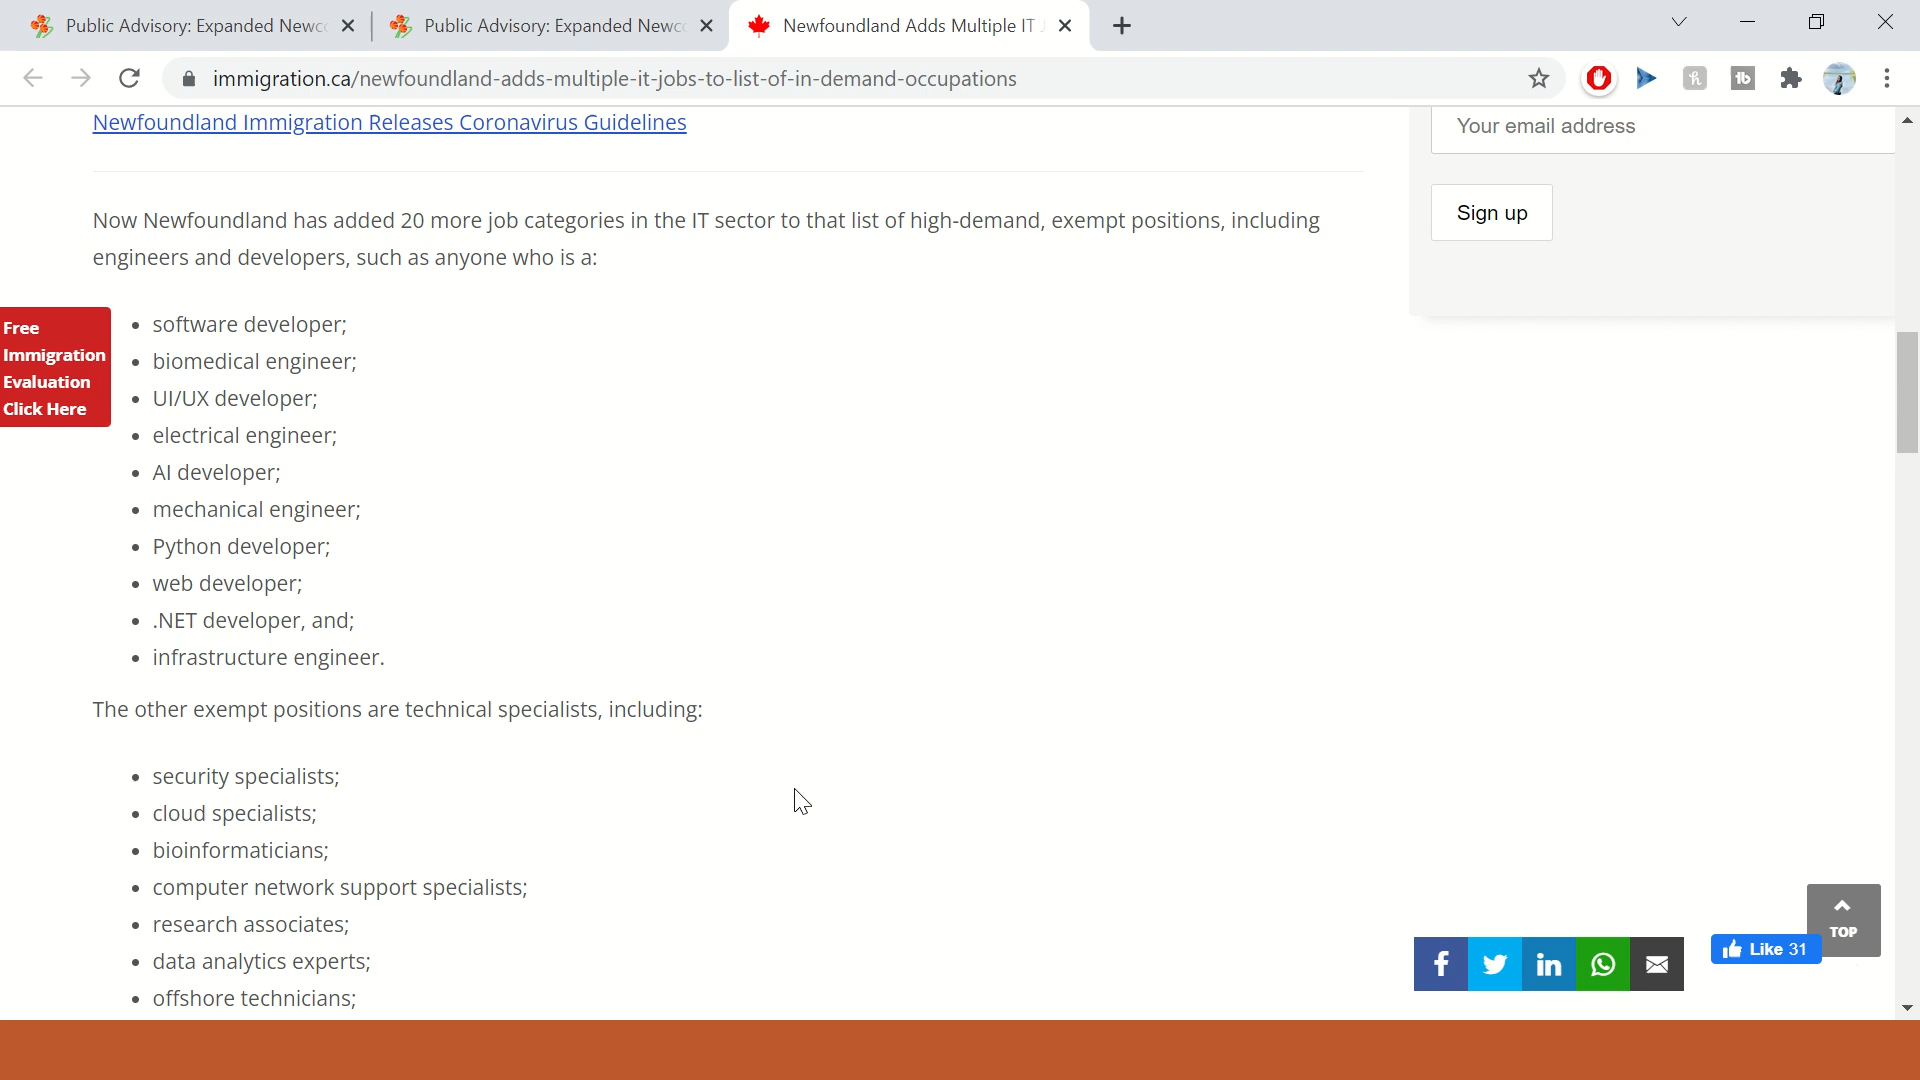 Public Advisory: Expanded Newc
Public Advisory: Expanded Newc
Newfoundland Adds Multiple IT J
immigration.ca/newfoundland-adds-multiple-it-jobs-to-list-of-in-demand-occupations
Newfoundland Immigration Releases Coronavirus Guidelines
Your email address
Sign up
Now Newfoundland has added 20 more job categories in the IT sector to that list of high-demand, exempt positions, including
engineers and developers, such as anyone who is a:
Free
Immigration
Evaluation
Click Here
• software developer;
• biomedical engineer;
• UI/UX developer;
• electrical engineer;
• AI developer;
• mechanical engineer;
• Python developer;
• web developer;
• .NET developer, and;
• infrastructure engineer.
The other exempt positions are technical specialists, including:
• security specialists;
• cloud specialists;
• bioinformaticians;
• computer network support specialists;
• research associates;
• data analytics experts;
• offshore technicians;
TOP
Like 31